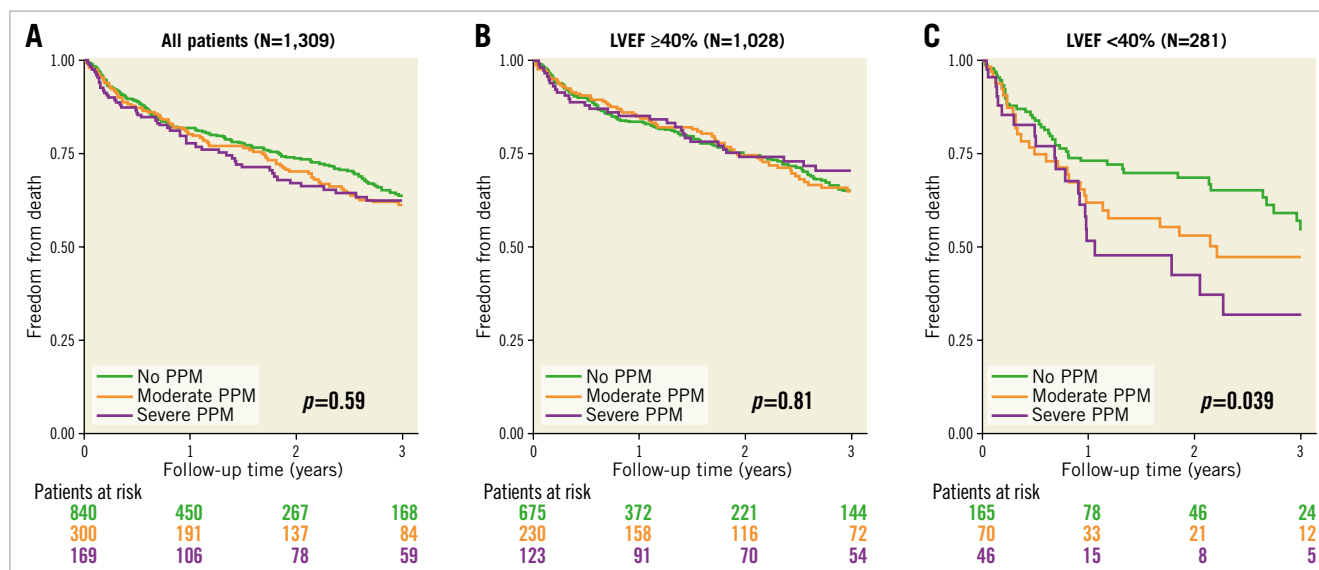 A
All patients (N=1,309)
1.00
0.75
0.50
0.25
0.00
Freedom from death
No PPM
Moderate PPM
Severe PPM
p=0.59
0 1 2 3
Follow-up time (years)
Patients at risk
840 450 267 168
300 191 137 84
169 106 78 59
B
LVEF ≥40% (N=1,028)
1.00
0.75
0.50
0.25
0.00
Freedom from death
No PPM
Moderate PPM
Severe PPM
p=0.81
0 1 2 3
Follow-up time (years)
Patients at risk
675 372 221 144
230 158 116 72
123 91 70 54
C
LVEF <40% (N=281)
1.00
0.75
0.50
0.25
0.00
Freedom from death
No PPM
Moderate PPM
Severe PPM
p=0.039
0 1 2 3
Follow-up time (years)
Patients at risk
165 78 46 24
70 33 21 12
46 15 8 5